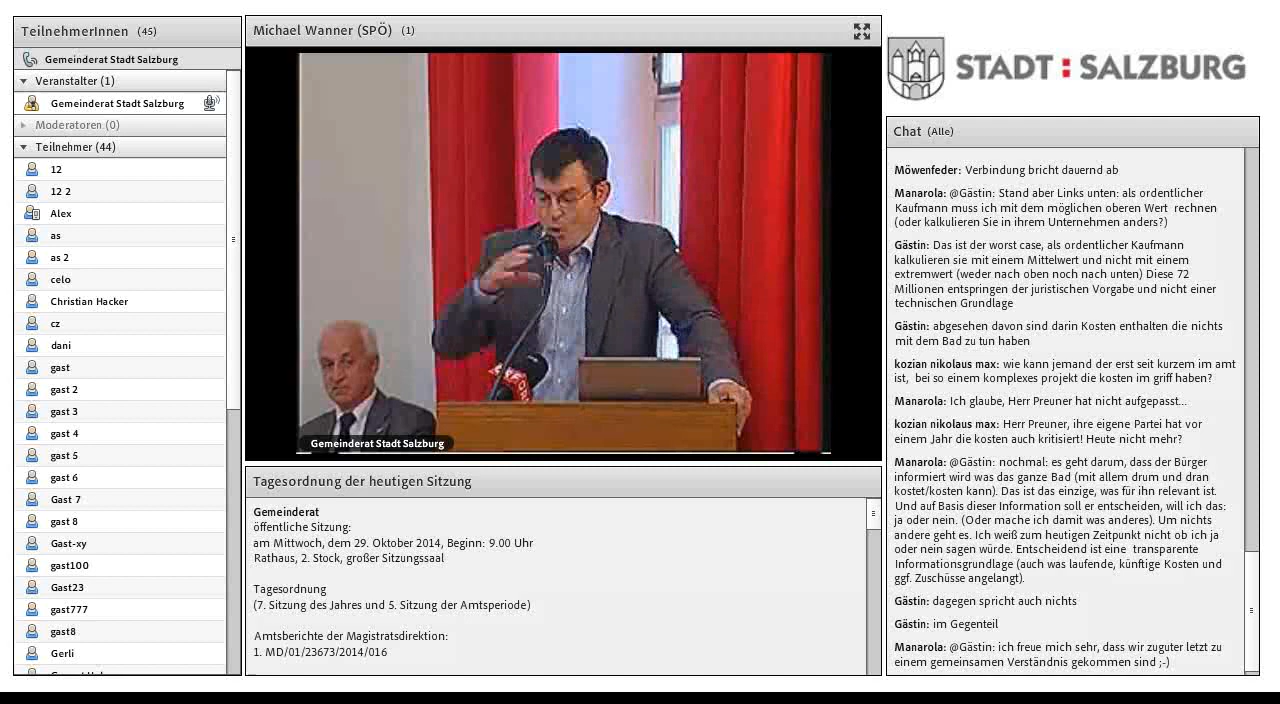 TeilnehmerInnen (45)
Gemeinderat Stadt Salzburg
Veranstalter (1)
Gemeinderat Stadt Salzburg
Moderatoren (0)
Teilnehmer (44)
12
12 2
Alex
as
as 2
celo
Christian Hacker
cz
dani
gast
gast 2
gast 3
gast 4
gast 5
gast 6
Gast 7
gast 8
Gast-xy
gast100
Gast23
gast777
gast8
Gerli
Michael Wanner (SPÖ) (1)
ORF
Gemeinderat Stadt Salzburg
Tagesordnung der heutigen Sitzung
Gemeinderat
öffentliche Sitzung:
am Mittwoch, dem 29. Oktober 2014, Beginn: 9.00 Uhr
Rathaus, 2. Stock, großer Sitzungssaal
Tagesordnung
(7. Sitzung des Jahres und 5. Sitzung der Amtsperiode)
Amtsberichte der Magistratsdirektion:
1. MD/01/23673/2014/016
STADT : SALZBURG
Chat (Alle)
Möwenfeder: Verbindung bricht dauernd ab
Manarola: @Gästin: Stand aber Links unten: als ordentlicher
Kaufmann muss ich mit dem möglichen oberen Wert rechnen
(oder kalkulieren Sie in ihrem Unternehmen anders?)
Gästin: Das ist der worst case, als ordentlicher Kaufmann
kalkulieren sie mit einem Mittelwert und nicht mit einem
extremwert (weder nach oben noch nach unten) Diese 72
Millionen entspringen der juristischen Vorgabe und nicht einer
technischen Grundlage
Gästin: abgesehen davon sind darin Kosten enthalten die nichts
mit dem Bad zu tun haben
kozian nikolaus max: wie kann jemand der erst seit kurzem im amt
ist, bei so einem komplexes projekt die kosten im griff haben?
Manarola: Ich glaube, Herr Preuner hat nicht aufgepasst...
kozian nikolaus max: Herr Preuner, ihre eigene Partei hat vor
einem Jahr die kosten auch kritisiert! Heute nicht mehr?
Manarola: @Gästin: nochmal: es geht darum, dass der Bürger
informiert wird was das ganze Bad (mit allem drum und dran
kostet/kosten kann). Das ist das einzige, was für ihn relevant ist.
Und auf Basis dieser Information soll er entscheiden, will ich das:
ja oder nein. (Oder mache ich damit was anderes). Um nichts
andere geht es. Ich weiß zum heutigen Zeitpunkt nicht ob ich ja
oder nein sagen würde. Entscheidend ist eine transparente
Informationsgrundlage (auch was laufende, künftige Kosten und
ggf. Zuschüsse angelangt).
Gästin: dagegen spricht auch nichts
Gästin: im Gegenteil
Manarola: @Gästin: ich freue mich sehr, dass wir zuguter letzt zu
einem gemeinsamen Verständnis gekommen sind ;-)